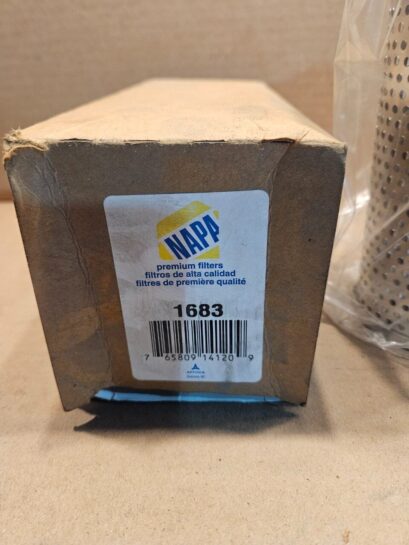 NAPA
premium filters
filtros de alta calidad
filtres de première qualité
1683
7 65809 14120 9